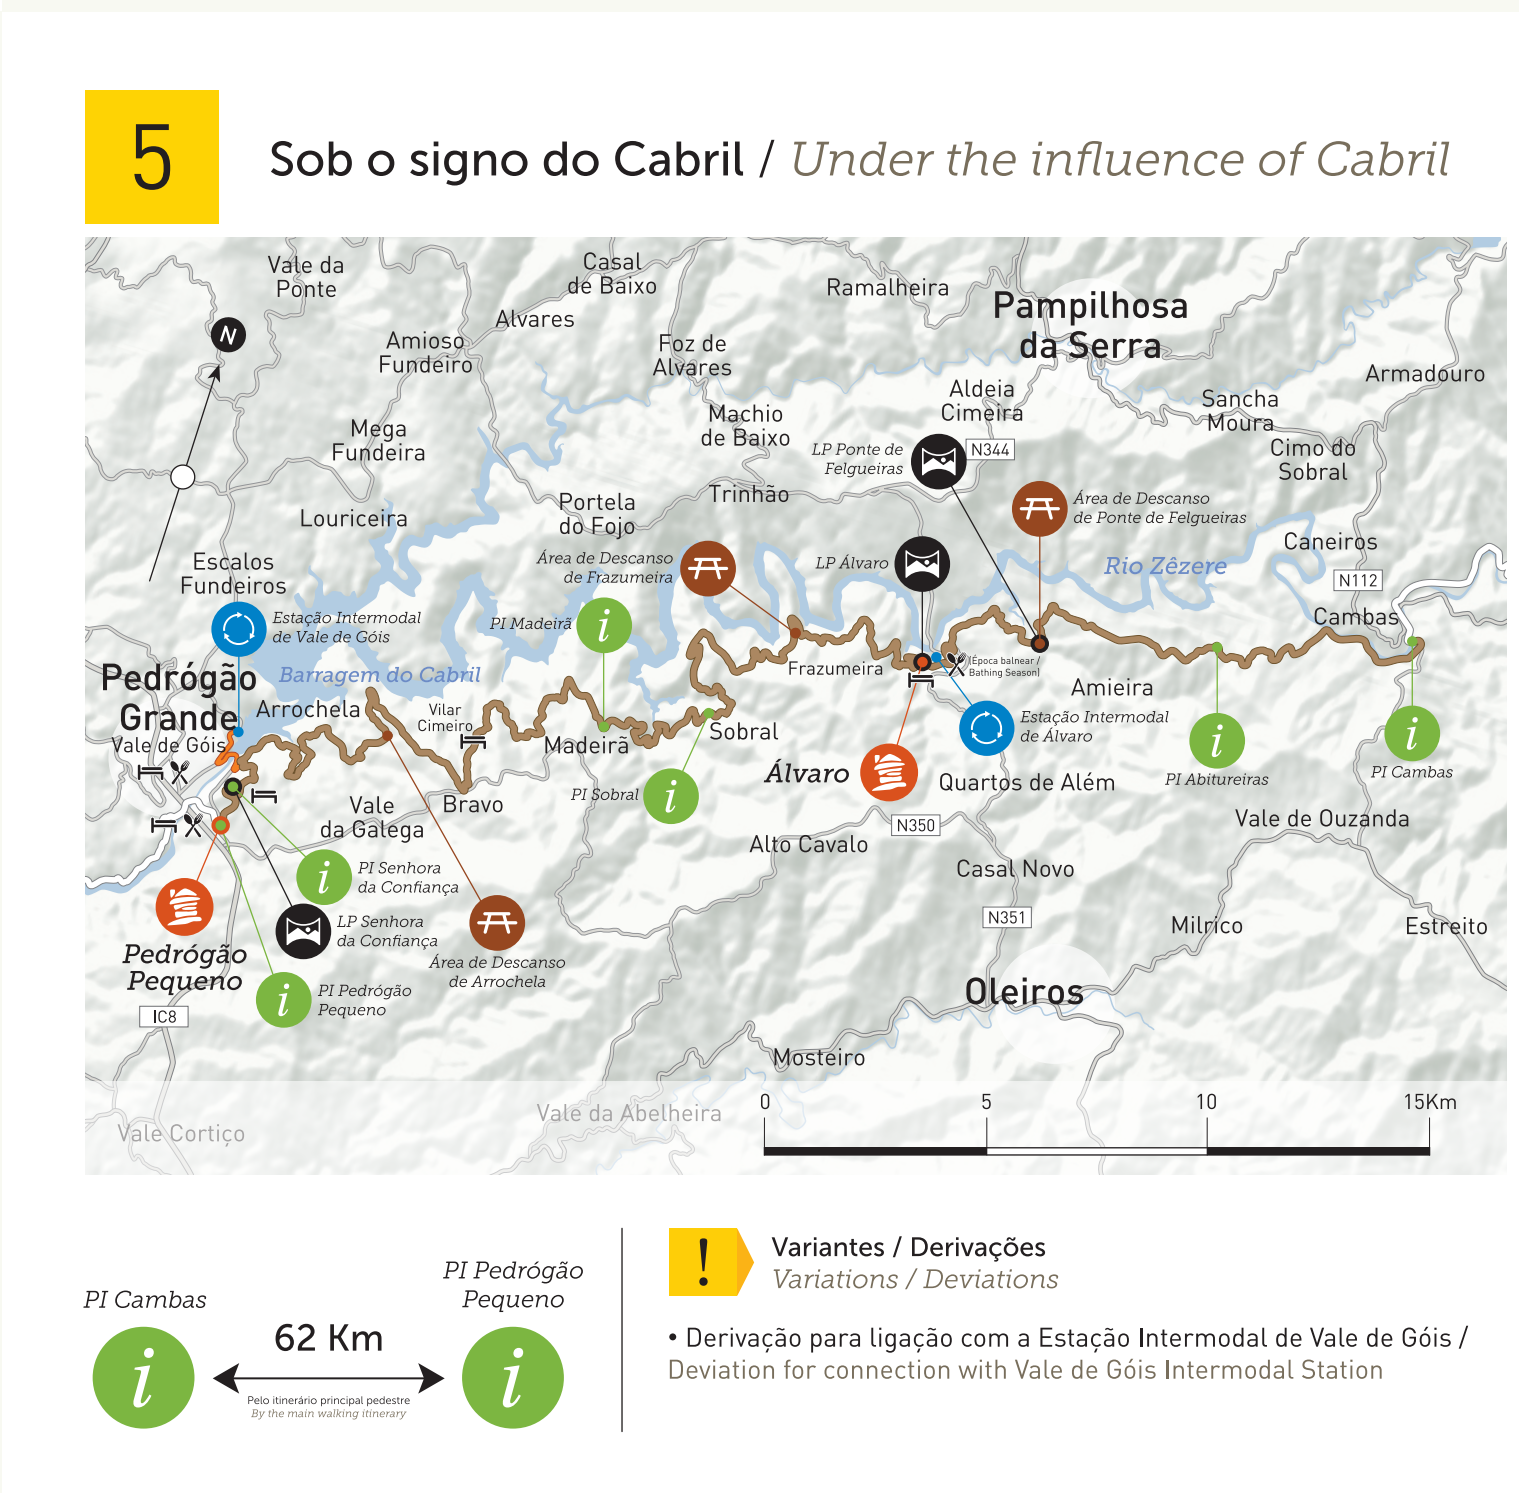 5
Sob o signo do Cabril / Under the influence of Cabril
Vale da
Ponte
Casal
de Baixo
Ramalheira
Pampilhosa
da Serra
N
Alvares
Amioso
Fundeiro
Foz de
Alvares
Armadouro
Aldeia
Cimeira
Sancha
Moura
Machio
de Baixo
Mega
Fundeira
LP Ponte de
Felgueiras
N344
Cimo do
Sobral
Trinhão
Portela
do Fojo
Área de Descanso
de Ponte de Felgueiras
Louriceira
Caneiros
Escalos
Fundeiros
Área de Descanso
de Frazumeira
LP Álvaro
Rio Zêzere
N112
Estação Intermodal
de Vale de Góis
PI Madeirã
i
Cambas
Pedrógão
Grande
Barragem do Cabril
Frazumeira
(Época balnear /
Bathing Season)
Amieira
Arrochela
Vilar
Cimeiro
Vale de Góis
Madeirã
Sobral
Estação Intermodal
de Álvaro
i
PI Abitureiras
i
PI Cambas
Álvaro
Quartos de Além
PI Sobral
i
Bravo
Vale
da Galega
N350
Vale de Ouzanda
Alto Cavalo
Casal Novo
i
PI Senhora
da Confiança
LP Senhora
da Confiança
N351
Milrico
Estreito
Pedrógão
Pequeno
Área de Descanso
de Arrochela
i
PI Pedrógão
Pequeno
Oleiros
IC8
Mosteiro
Vale da Abelheira
Vale Cortiço
0 5 10 15Km
PI Cambas
i
62 Km
Pelo itinerário principal pedestre
By the main walking itinerary
PI Pedrógão
Pequeno
i
!
Variantes / Derivações
Variations / Deviations
• Derivação para ligação com a Estação Intermodal de Vale de Góis /
Deviation for connection with Vale de Góis Intermodal Station